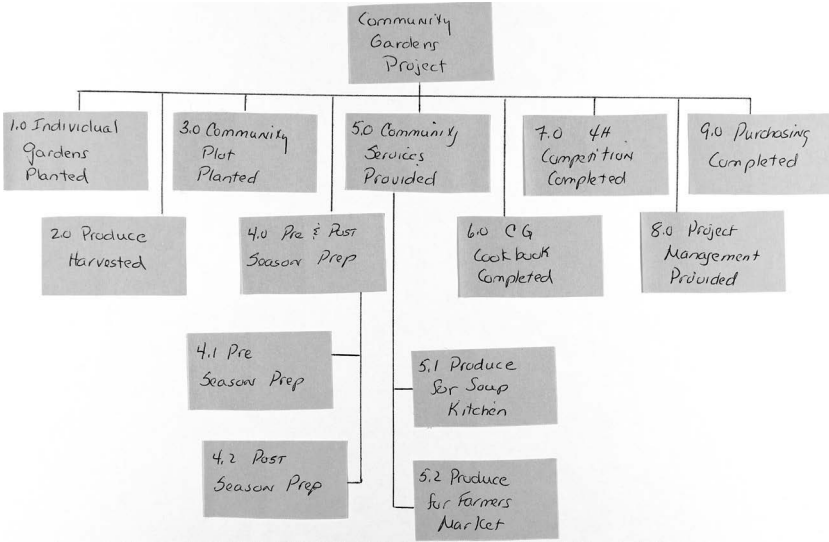 Community
Gardens
Project
1.0 Individual
Gardens
Planted
3.0 Community
Plot
Planted
5.0 Community
Services
Provided
7.0 4H
Competition
Completed
9.0 Purchasing
Completed
2.0 Produce
Harvested
4.0 Pre & Post
Season Prep
6.0 CG
Cookbook
Completed
8.0 Project
Management
Provided
4.1 Pre
Season Prep
4.2 Post
Season Prep
5.1 Produce
for Soup
Kitchen
5.2 Produce
for Farmers
Market